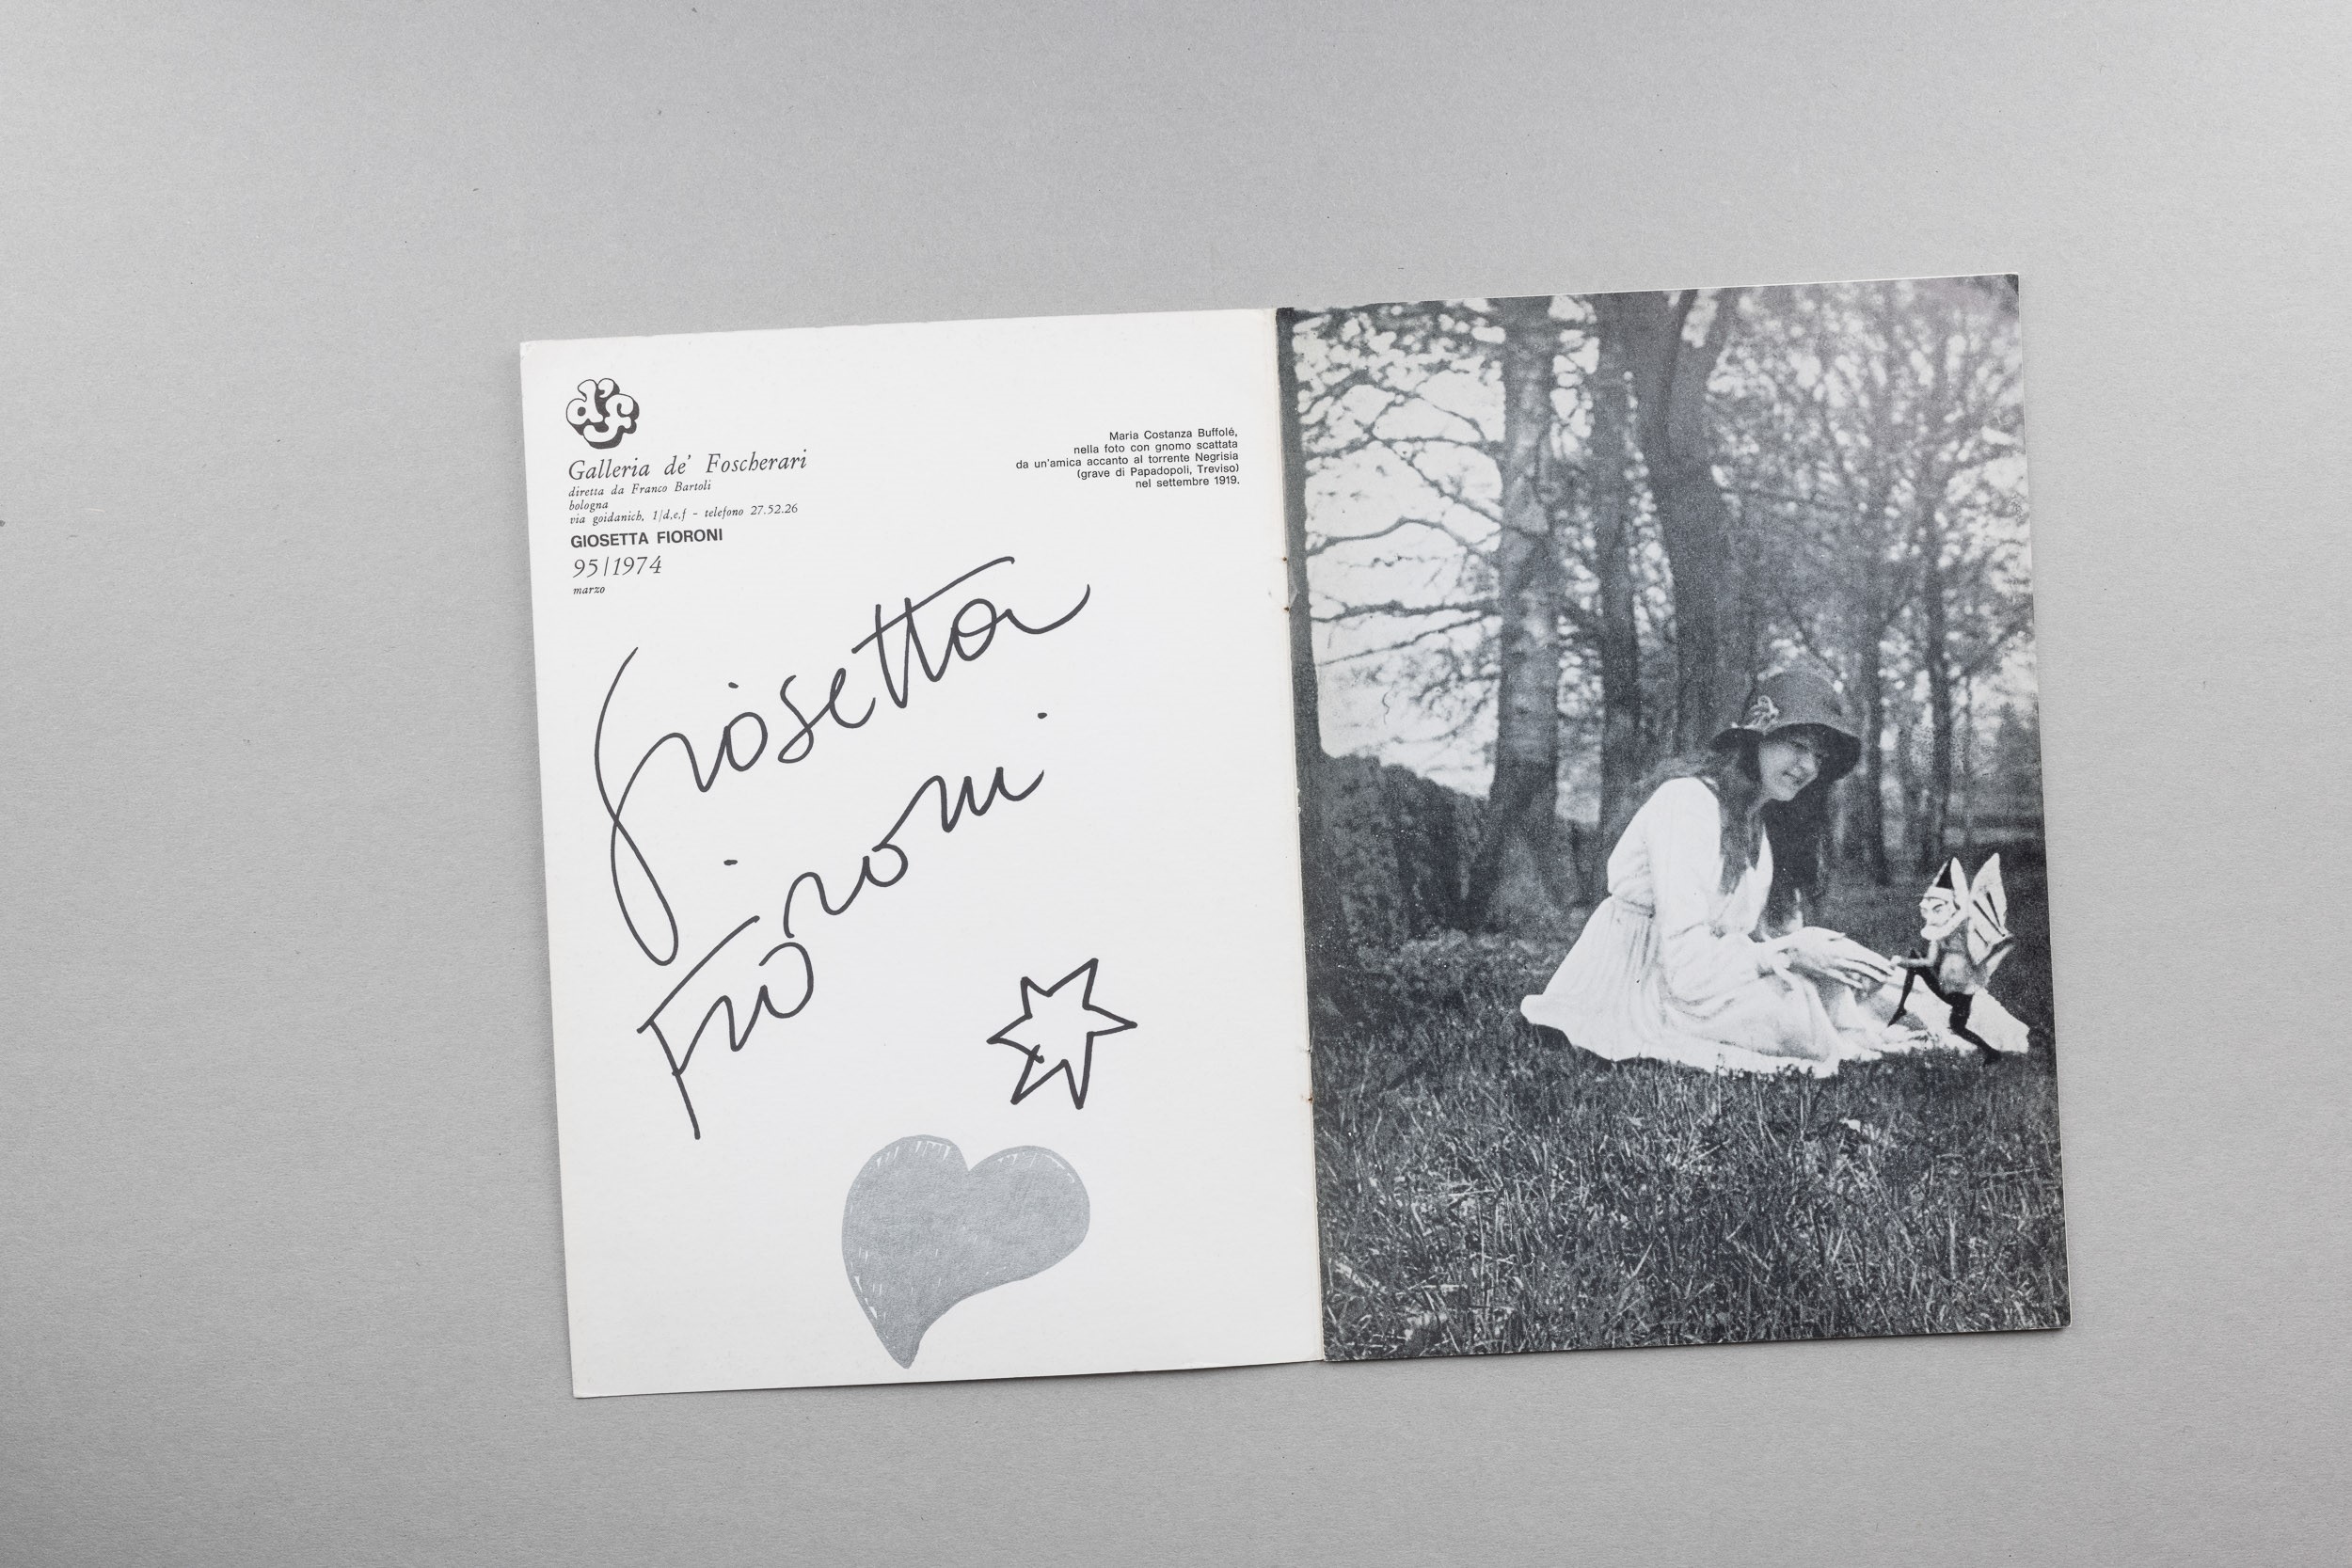 d'f
Galleria de' Foscherari
diretta da Franco Bartoli
bologna
via goidanich, 1/d.e.f - telefono 27.52.26
GIOSETTA FIORONI
95/1974
marzo
Maria Costanza Buffolé,
nella foto con gnomo scattata
da un'amica accanto al torrente Negrisia
(grave di Papadopoli, Treviso)
nel settembre 1919.
Giosetta
Fioroni